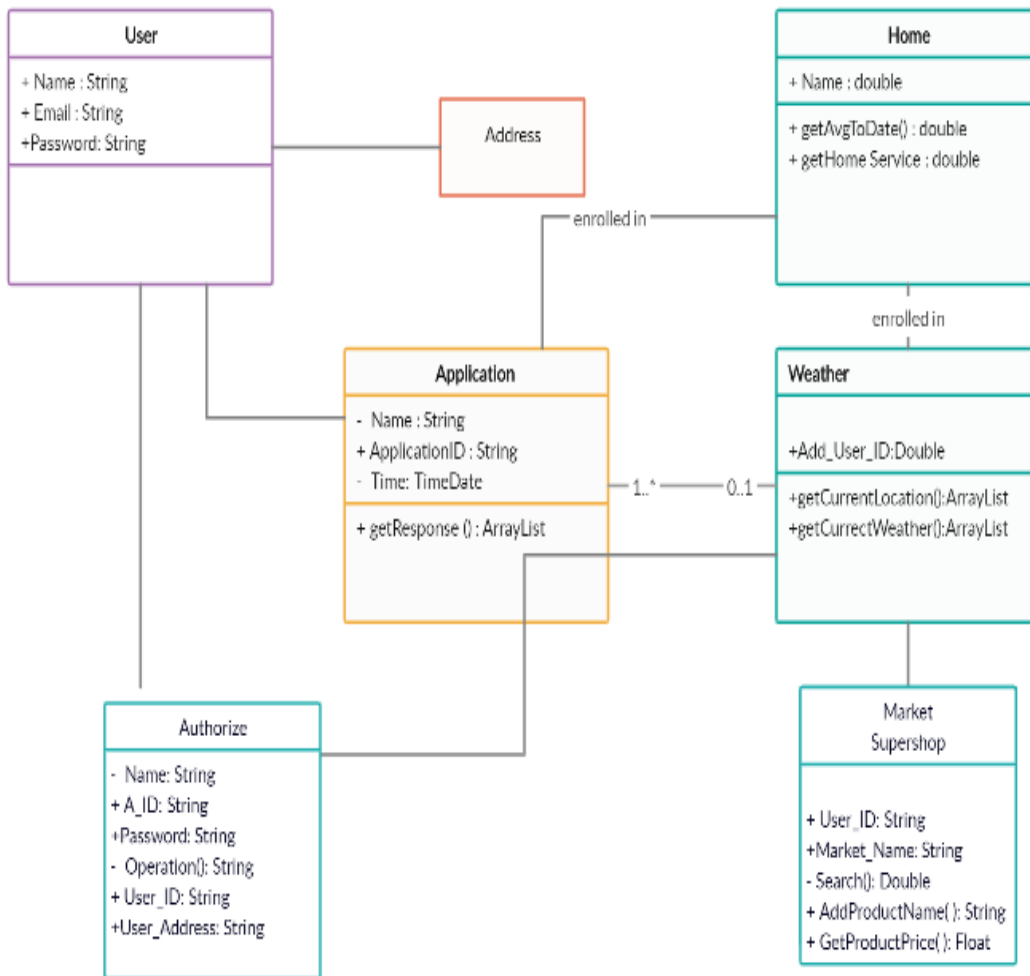 User
+ Name : String
+ Email : String
+Password: String
Address
Home
+ Name : double
+ getAvgToDate() : double
+ getHome Service : double
enrolled in
enrolled in
Application
- Name : String
+ ApplicationID : String
- Time: TimeDate
+ getResponse () : ArrayList
1..*
0..1
Weather
+Add_User_ID:Double
+getCurrentLocation():ArrayList
+getCurrectWeather():ArrayList
Authorize
- Name: String
+ A_ID: String
+Password: String
- Operation(): String
+ User_ID: String
+User_Address: String
Market
Supershop
+ User_ID: String
+Market_Name: String
- Search(): Double
+ AddProductName( ): String
+ GetProductPrice( ): Float